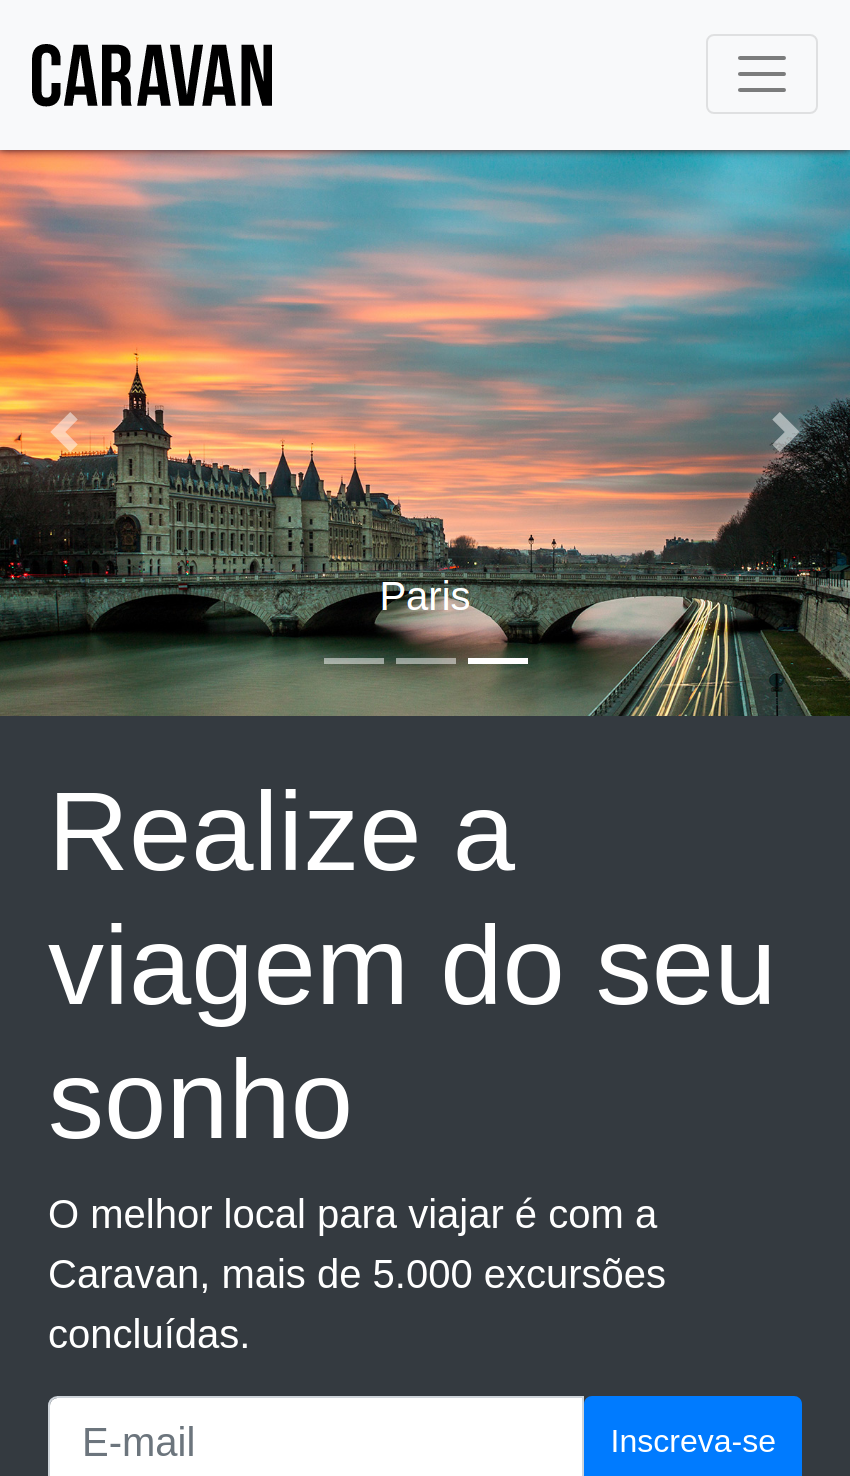 CARAVAN
Paris
Realize a
viagem do seu
sonho
O melhor local para viajar é com a
Caravan, mais de 5.000 excursões
concluídas.
E-mail
Inscreva-se